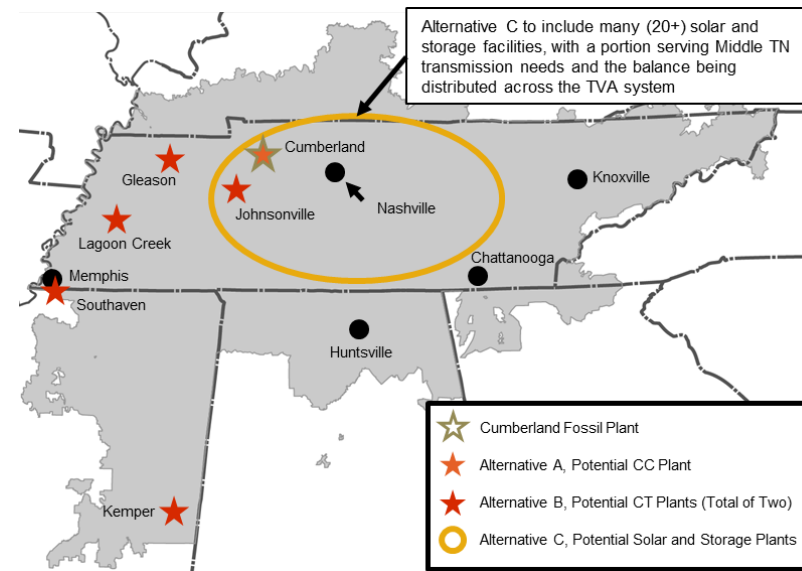 Alternative C to include many (20+) solar and
storage facilities, with a portion serving Middle TN
transmission needs and the balance being
distributed across the TVA system
Cumberland
Gleason
Knoxville
Johnsonville
Nashville
Lagoon Creek
Chattanooga
Memphis
Southaven
Huntsville
Kemper
Cumberland Fossil Plant
Alternative A, Potential CC Plant
Alternative B, Potential CT Plants (Total of Two)
Alternative C, Potential Solar and Storage Plants